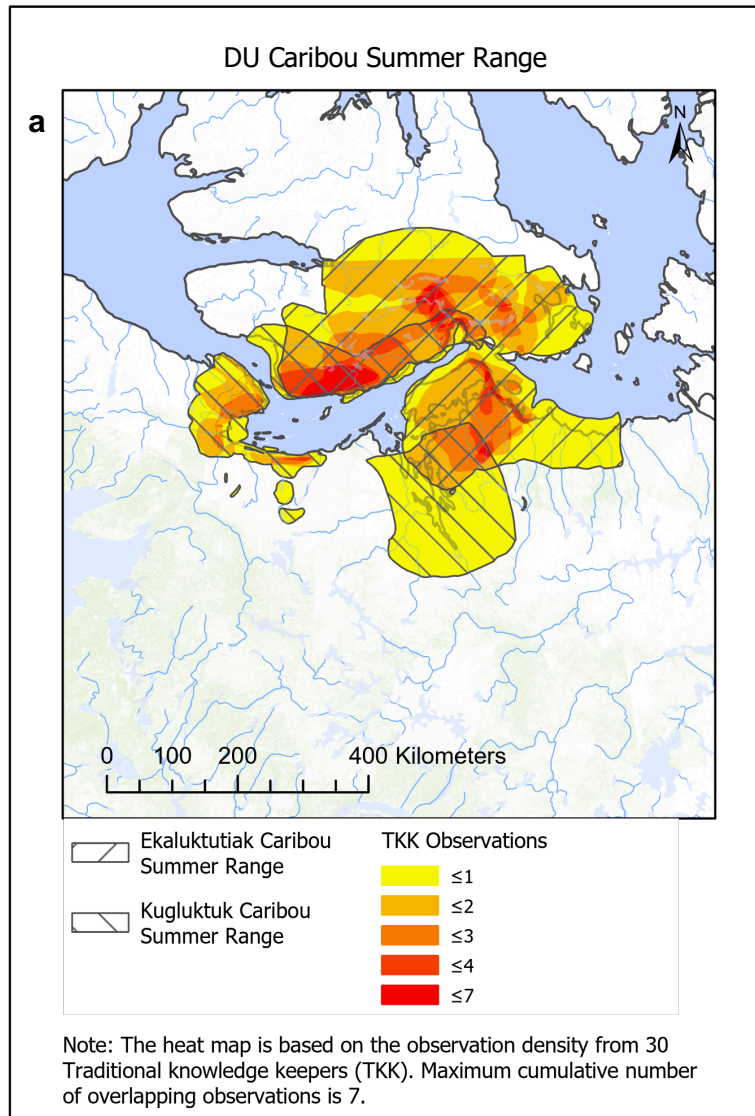 DU Caribou Summer Range
a
N
0 100 200 400 Kilometers
Ekaluktutiak Caribou
Summer Range
Kugluktuk Caribou
Summer Range
TKK Observations
≤1
≤2
≤3
≤4
≤7
Note: The heat map is based on the observation density from 30
Traditional knowledge keepers (TKK). Maximum cumulative number
of overlapping observations is 7.